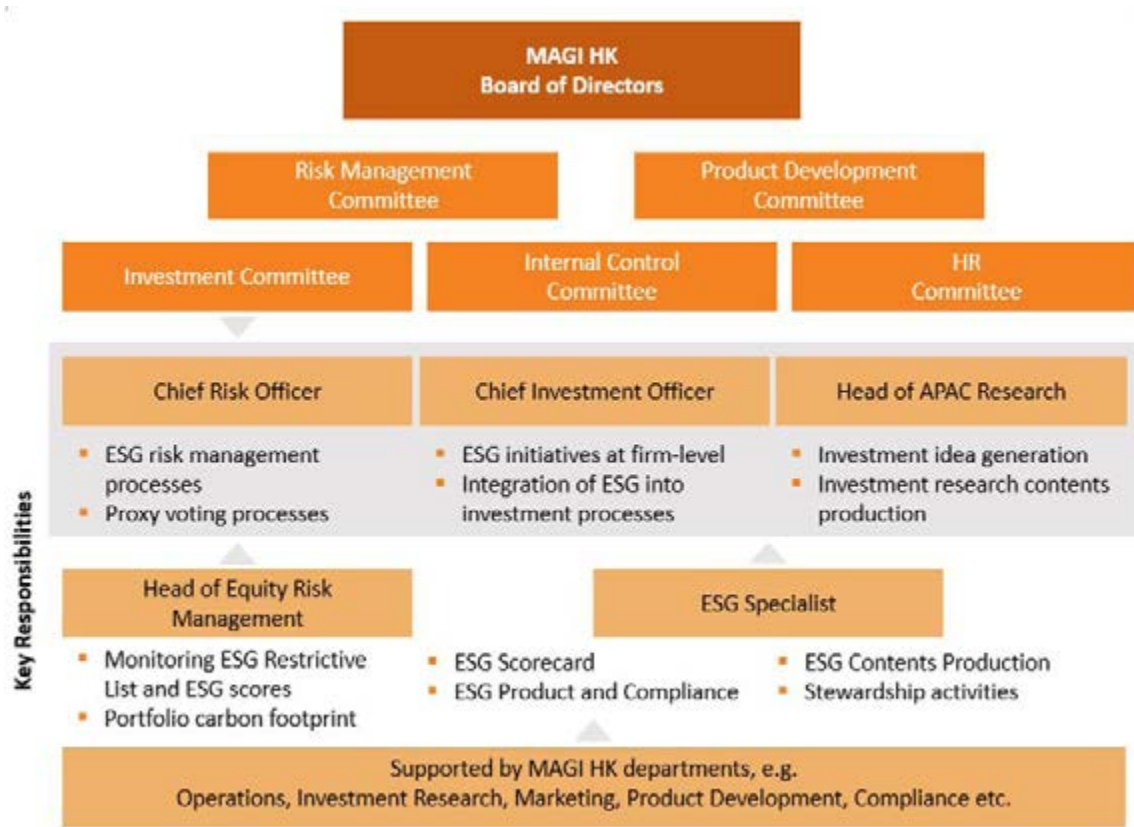 MAGI HK
Board of Directors
Risk Management
Committee
Product Development
Committee
Investment Committee
Internal Control
Committee
HR
Committee
Key Responsibilities
Chief Risk Officer
▪ ESG risk management
processes
▪ Proxy voting processes
Chief Investment Officer
▪ ESG initiatives at firm-level
▪ Integration of ESG into
investment processes
Head of APAC Research
▪ Investment idea generation
▪ Investment research contents
production
Head of Equity Risk
Management
▪ Monitoring ESG Restrictive
List and ESG scores
▪ Portfolio carbon footprint
ESG Specialist
▪ ESG Scorecard
▪ ESG Product and Compliance
▪ ESG Contents Production
▪ Stewardship activities
Supported by MAGI HK departments, e.g.
Operations, Investment Research, Marketing, Product Development, Compliance etc.